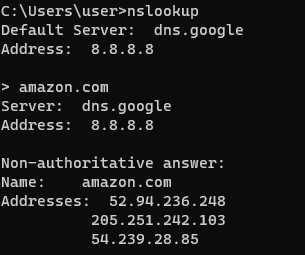 C:\Users\user>nslookup
Default Server:  dns.google
Address:  8.8.8.8

> amazon.com
Server:  dns.google
Address:  8.8.8.8

Non-authoritative answer:
Name:    amazon.com
Addresses:  52.94.236.248
          205.251.242.103
          54.239.28.85